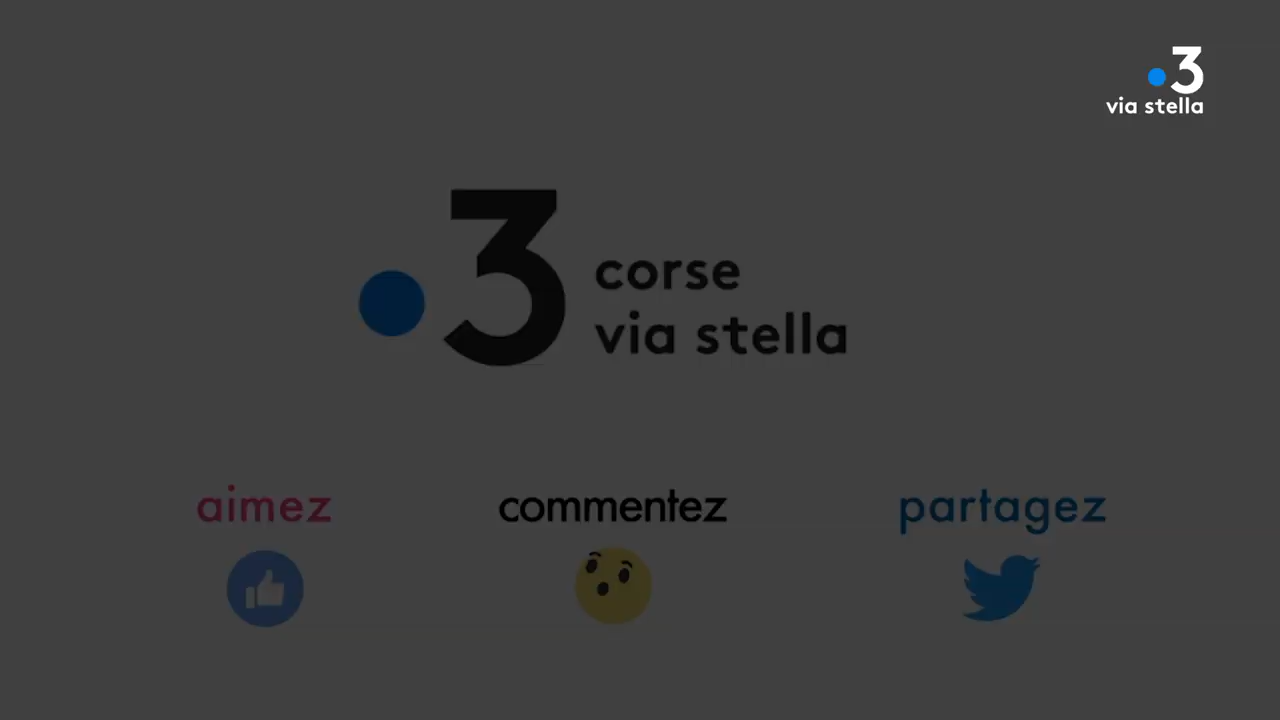 3
via stella
3
corse
via stella
aimez
commentez
partagez